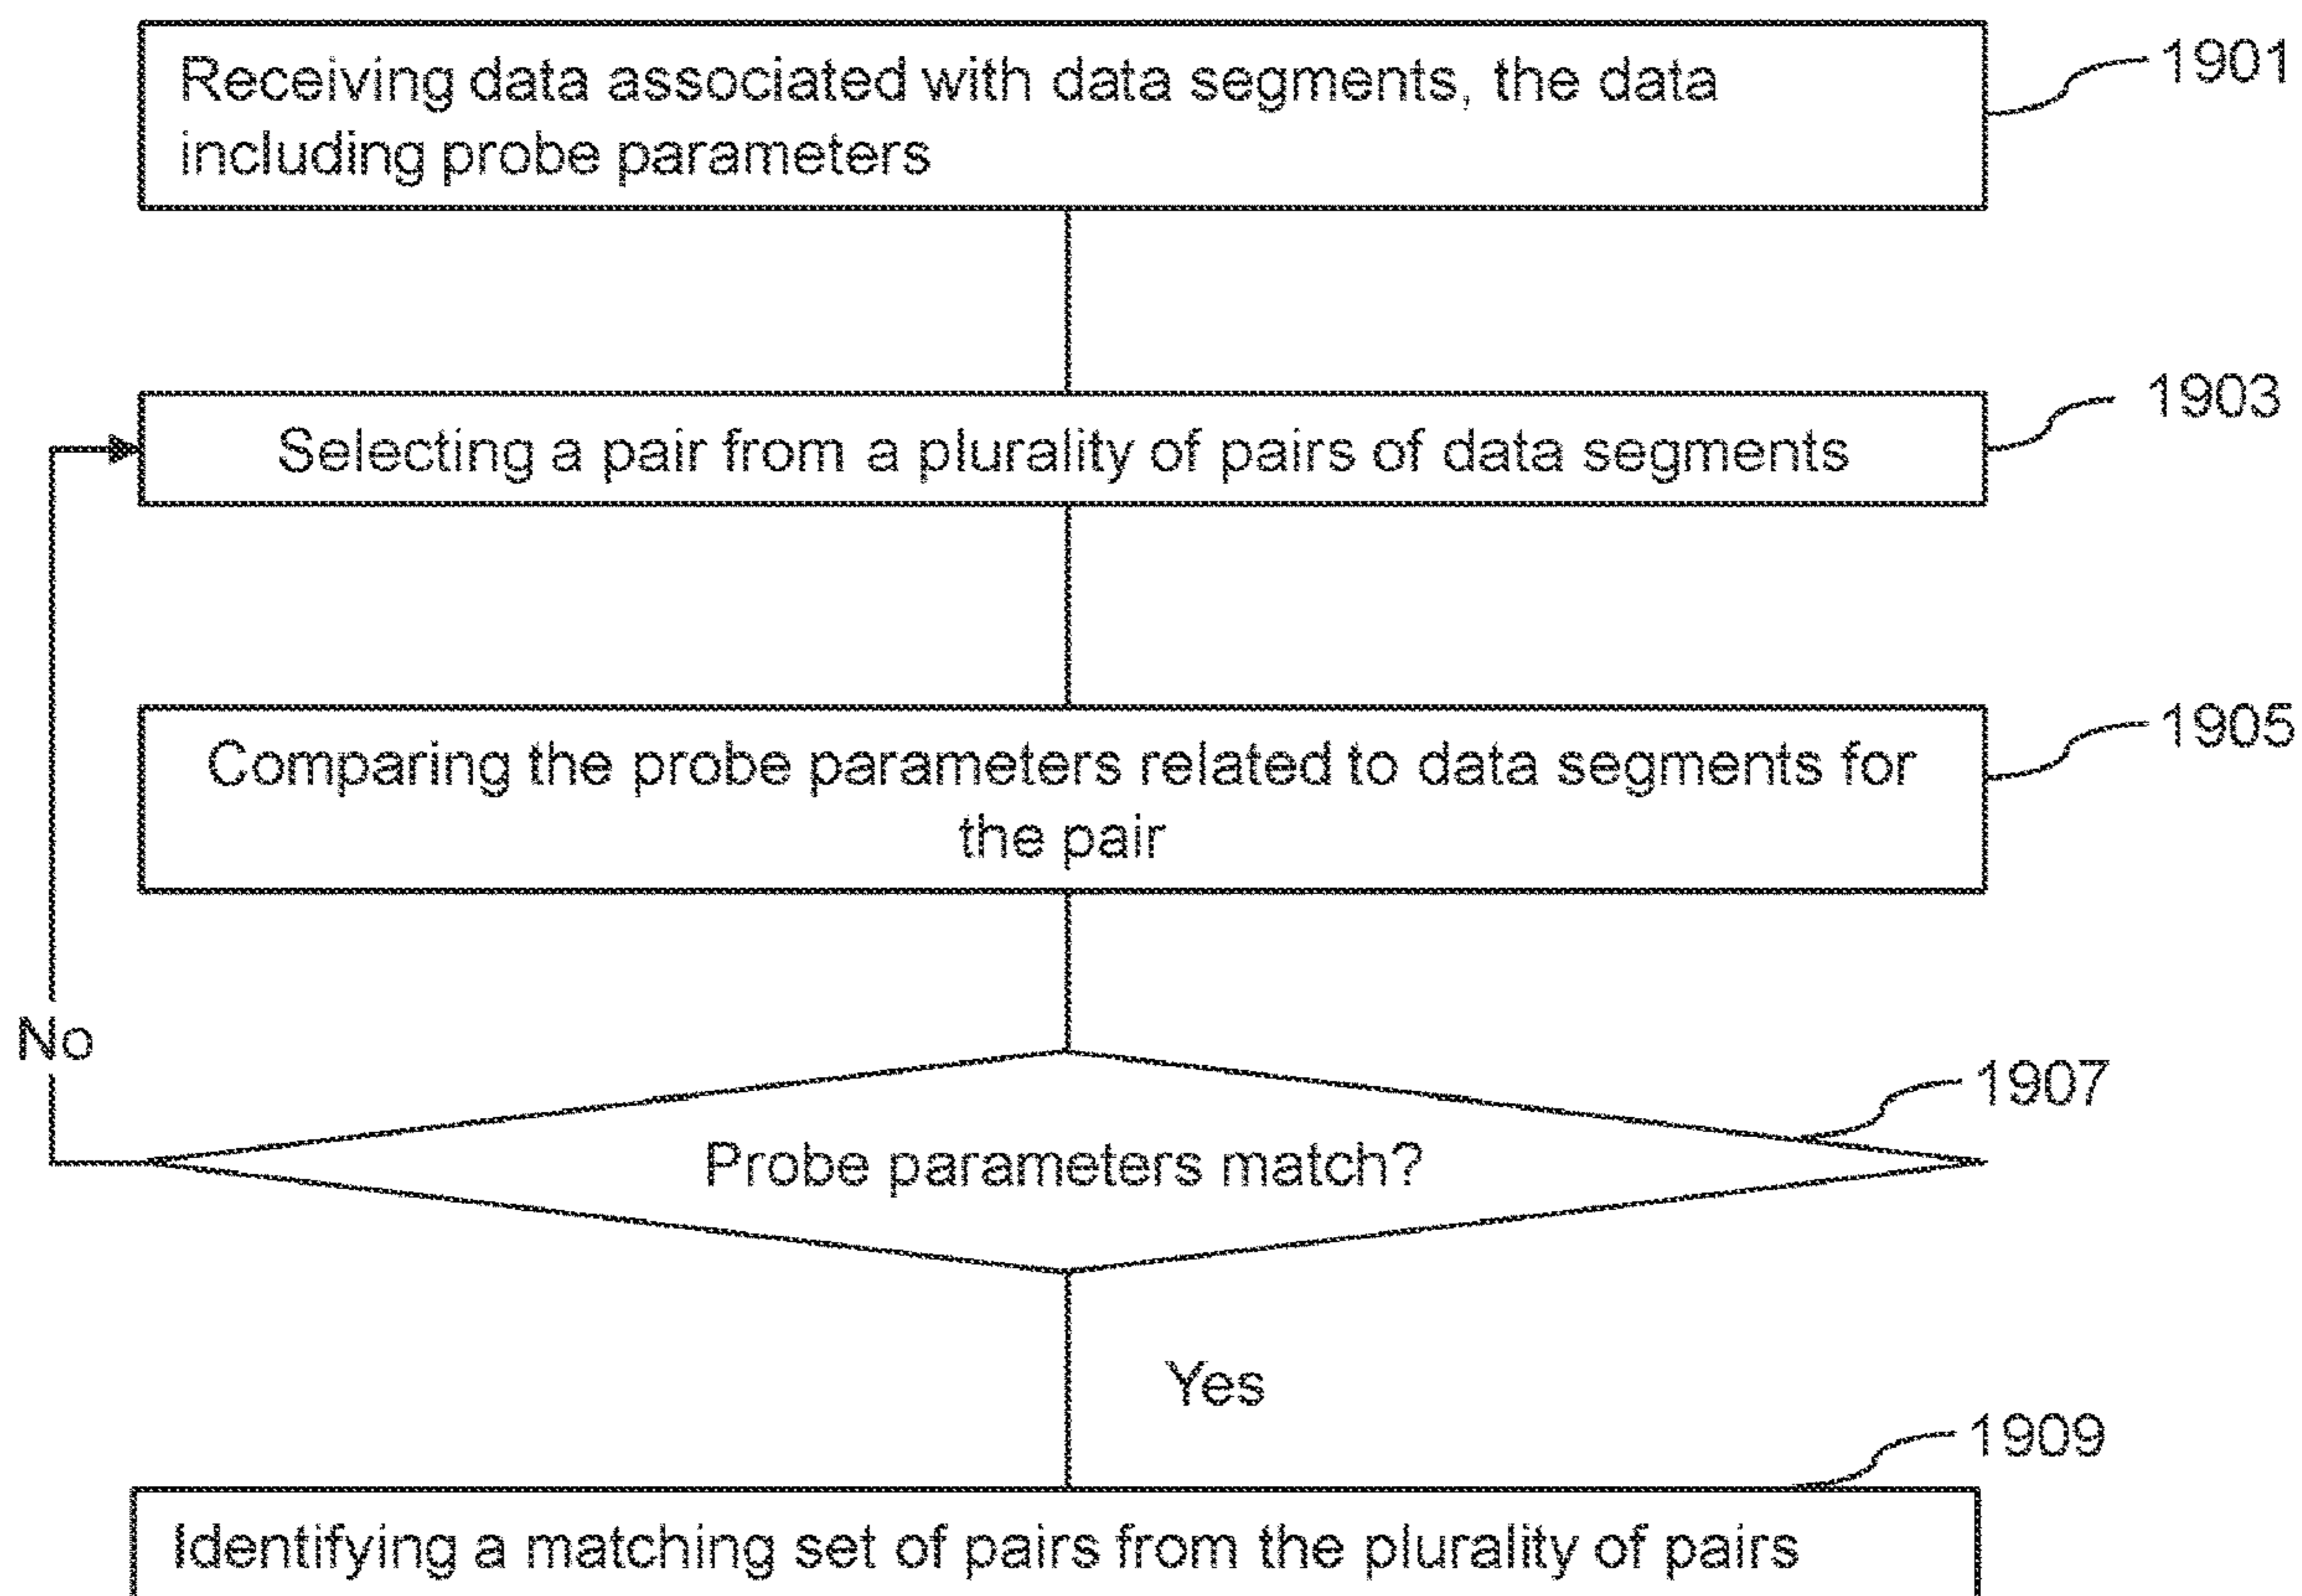 Receiving data associated with data segments, the data
including probe parameters
1901
Selecting a pair from a plurality of pairs of data segments
1903
Comparing the probe parameters related to data segments for
the pair
1905
No
Probe parameters match?
1907
Yes
1909
Identifying a matching set of pairs from the plurality of pairs